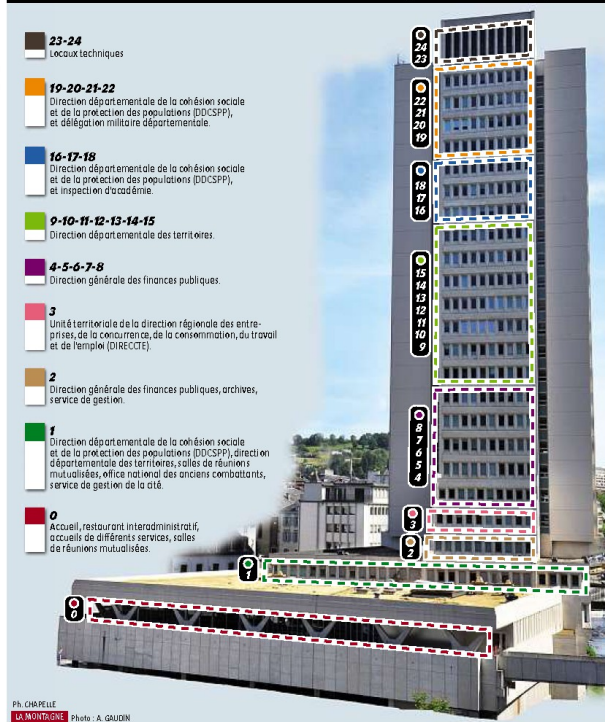 23-24
Locaux techniques
19-20-21-22
Direction départementale de la cohésion sociale
et de la protection des populations (DDCSPP),
et délégation militaire départementale.
16-17-18
Direction départementale de la cohésion sociale
et de la protection des populations (DDCSPP),
et inspection d'académie.
9-10-11-12-13-14-15
Direction départementale des territoires.
4-5-6-7-8
Direction générale des finances publiques.
3
Unité territoriale de la direction régionale des entre-
prises, de la concurrence, de la consommation, du travail
et de l'emploi (DIRECCTE).
2
Direction générale des finances publiques, archives,
service de gestion.
1
Direction départementale de la cohésion sociale
et de la protection des populations (DDCSPP), direction
départementale des territoires, salles de réunions
mutualisées, office national des anciens combattants,
service de gestion de la cité.
0
Accueil, restaurant interadministratif,
accueils de différents services, salles
de réunions mutualisées.
24
23
22
21
20
19
18
17
16
15
14
13
12
11
10
9
8
7
6
5
4
3
2
1
0
Ph. CHAPELLE
LA MONTAGNE Photo : A. GAUDIN